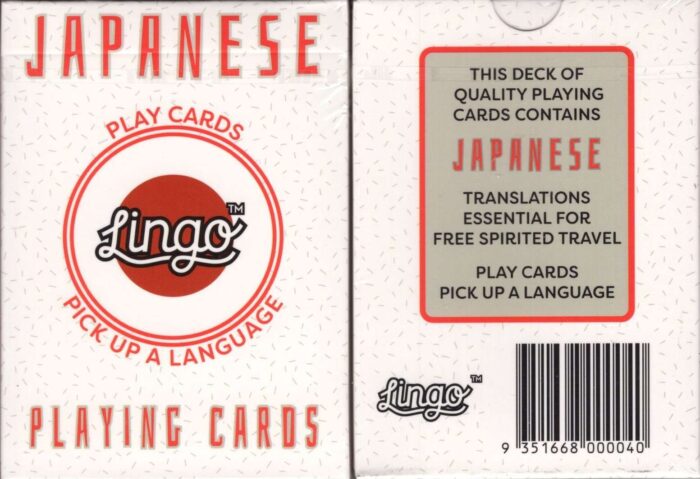 JAPANESE
PLAY CARDS
Lingo™
PICK UP A LANGUAGE
PLAYING CARDS
THIS DECK OF
QUALITY PLAYING
CARDS CONTAINS
JAPANESE
TRANSLATIONS
ESSENTIAL FOR
FREE SPIRITED TRAVEL
PLAY CARDS
PICK UP A LANGUAGE
Lingo™
9 351668 000040